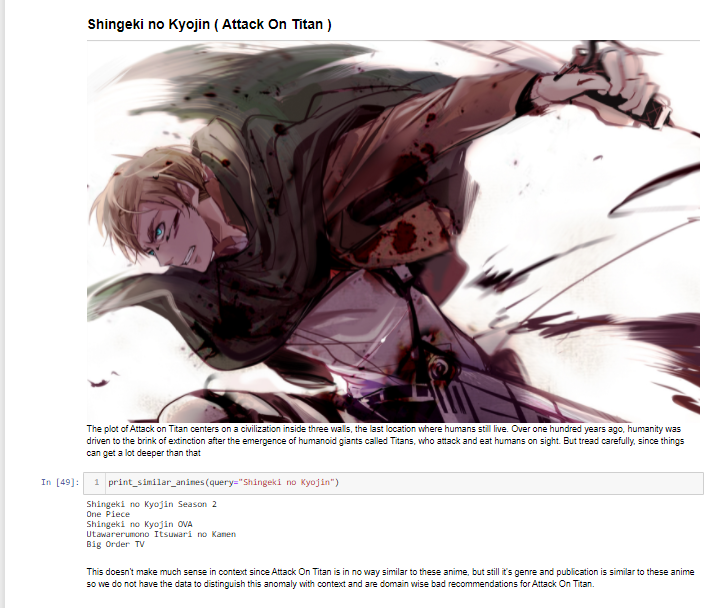 Shingeki no Kyojin ( Attack On Titan )
The plot of Attack on Titan centers on a civilization inside three walls, the last location where humans still live. Over one hundred years ago, humanity was
driven to the brink of extinction after the emergence of humanoid giants called Titans, who attack and eat humans on sight. But tread carefully, since things
can get a lot deeper than that
In [49]: 1 print_similar_animes(query="Shingeki no Kyojin")
Shingeki no Kyojin Season 2
One Piece
Shingeki no Kyojin OVA
Utawarerumono Itsuwari no Kamen
Big Order TV
This doesn't make much sense in context since Attack On Titan is in no way similar to these anime, but still it's genre and publication is similar to these anime
so we do not have the data to distinguish this anomaly with context and are domain wise bad recommendations for Attack On Titan.